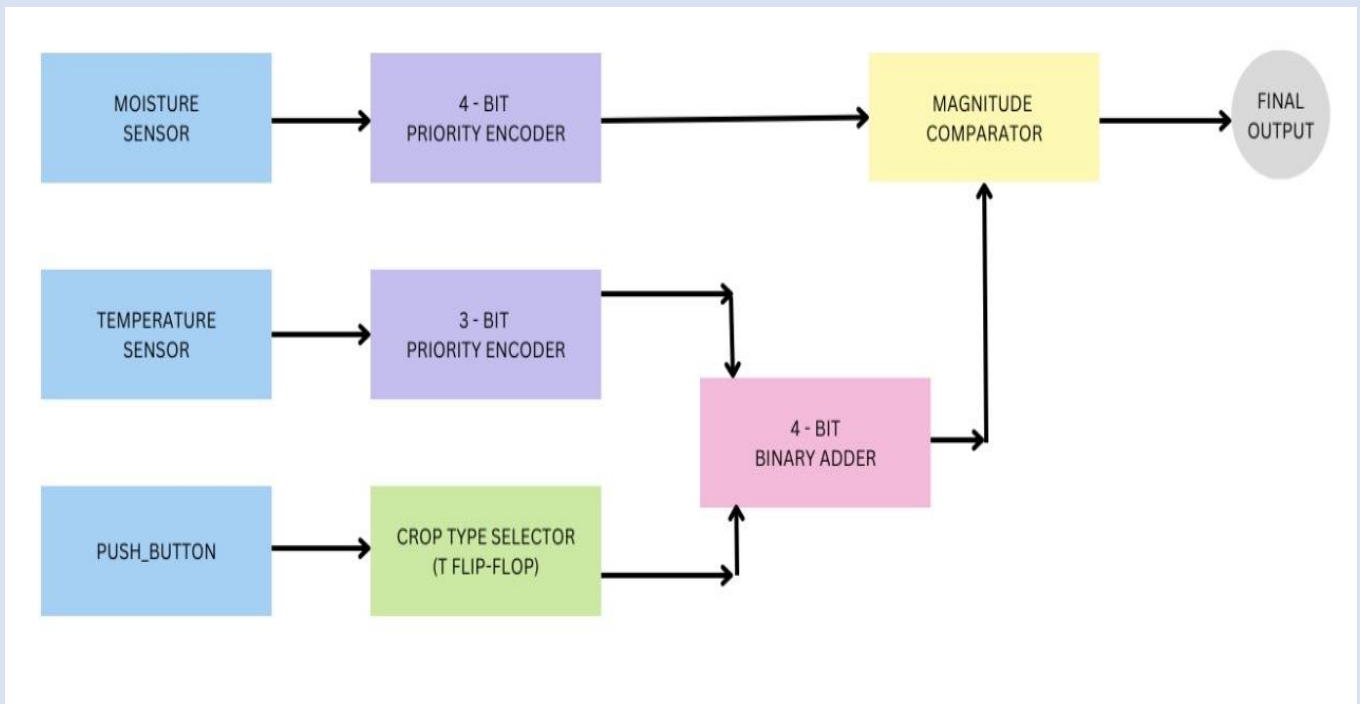 MOISTURE
SENSOR
4 - BIT
PRIORITY ENCODER
MAGNITUDE
COMPARATOR
FINAL
OUTPUT
TEMPERATURE
SENSOR
3 - BIT
PRIORITY ENCODER
4 - BIT
BINARY ADDER
PUSH_BUTTON
CROP TYPE SELECTOR
(T FLIP-FLOP)